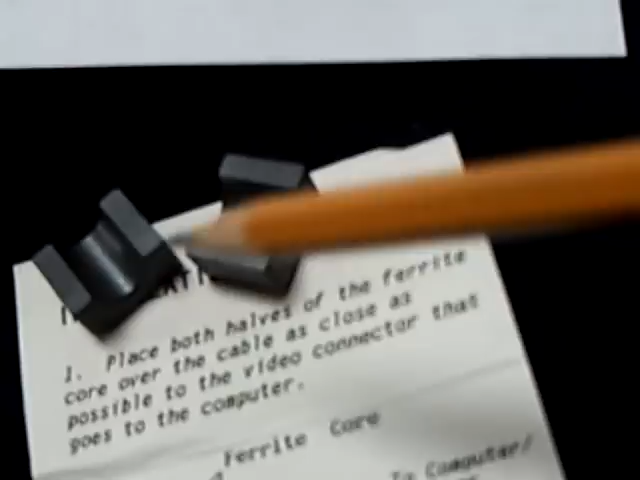 1. Place both halves of the ferrite
core over the cable as close as
possible to the video connector that
goes to the computer.
Ferrite Core
To Computer/